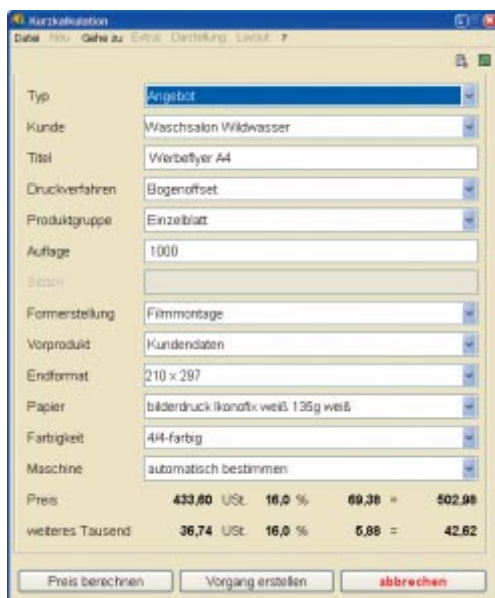 Kurzkalkulation
Datei Neu Gehe zu Extras Darstellung Layout ?
Typ Angebot
Kunde Waschsalon Wildwasser
Titel Werbeflyer A4
Druckverfahren Bogenoffset
Produktgruppe Einzelblatt
Auflage 1000
Seiten
Formerstellung Filmmontage
Vorprodukt Kundendaten
Endformat 210 x 297
Papier bilderdruck Ikonofix weiß 135g weiß
Farbigkeit 4/4-farbig
Maschine automatisch bestimmen
Preis 433,60 USt. 16,0 % 69,38 = 502,98
weiteres Tausend 36,74 USt. 16,0 % 5,88 = 42,62
Preis berechnen Vorgang erstellen abbrechen